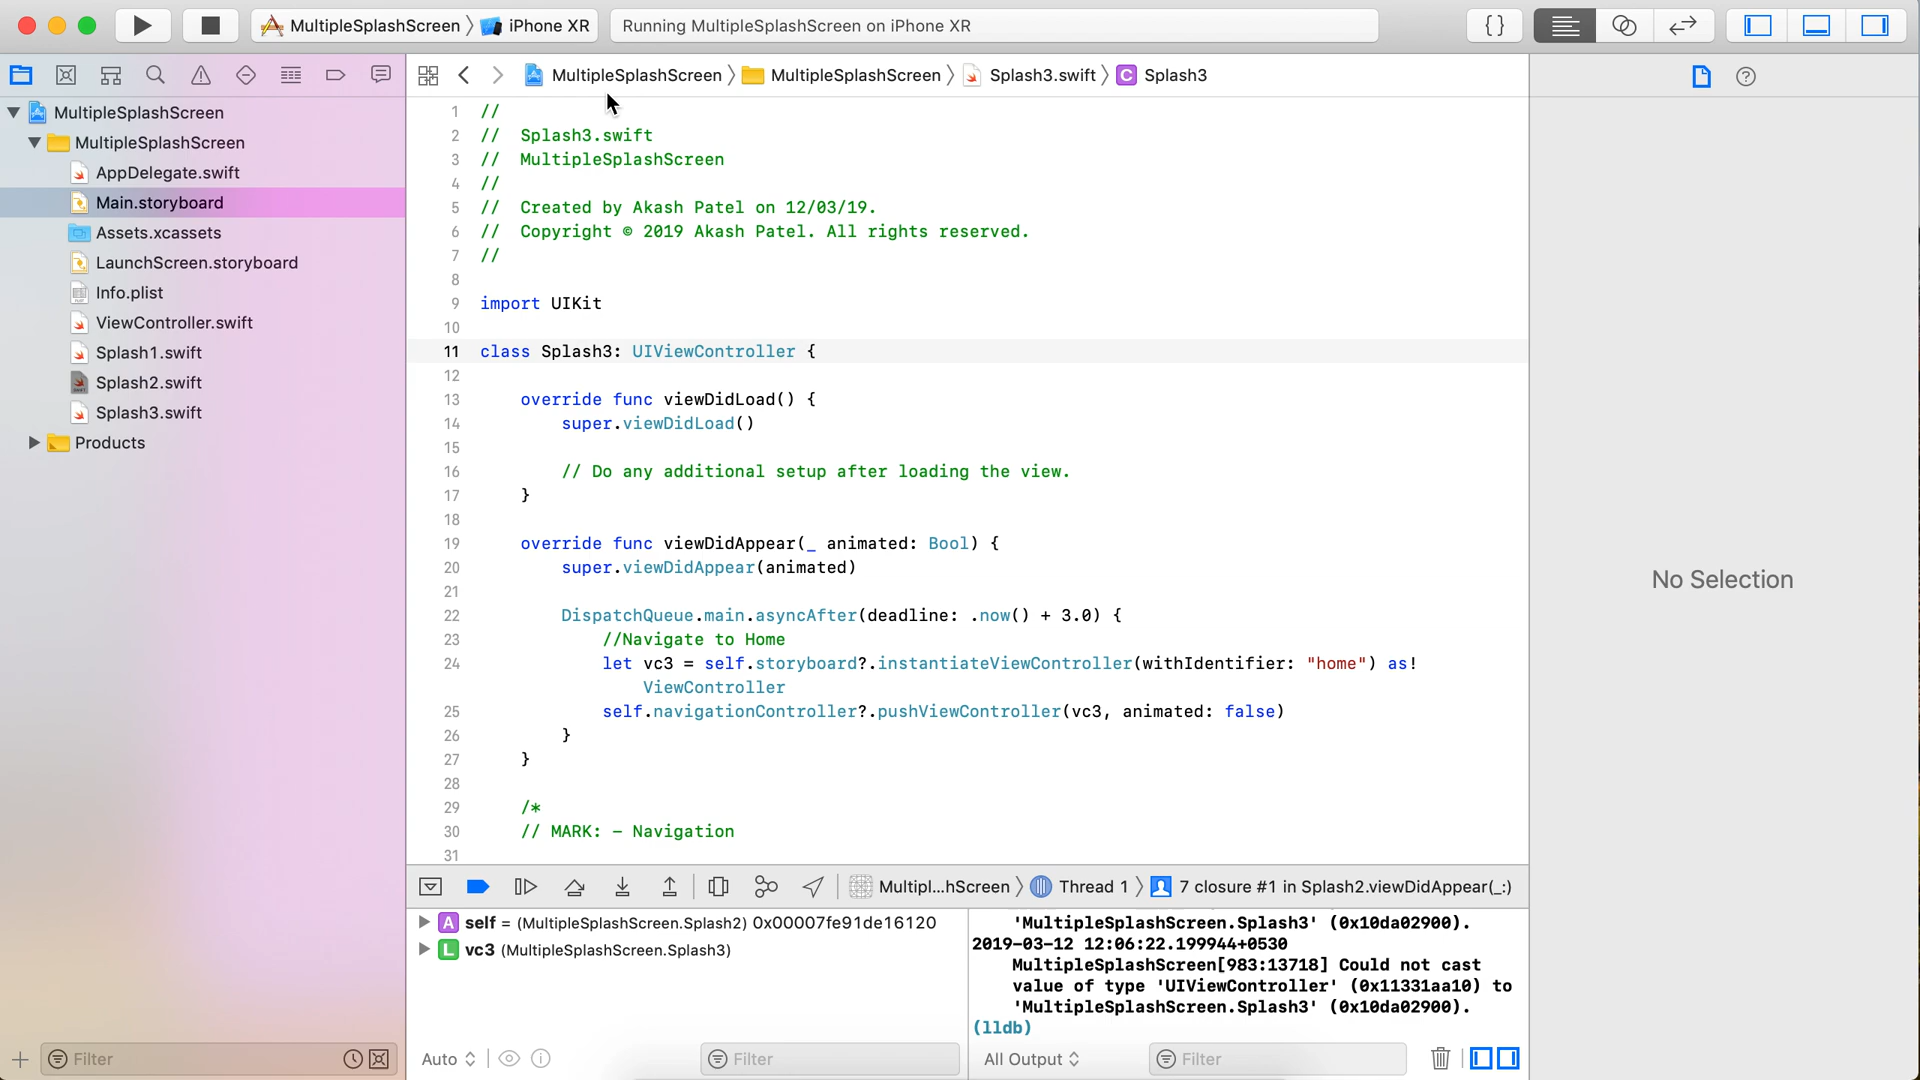 MultipleSplashScreen 〉 iPhone XR
Running MultipleSplashScreen on iPhone XR
{ }
MultipleSplashScreen 〉 MultipleSplashScreen 〉 Splash3.swift 〉 C Splash3
MultipleSplashScreen
MultipleSplashScreen
AppDelegate.swift
Main.storyboard
Assets.xcassets
LaunchScreen.storyboard
Info.plist
ViewController.swift
Splash1.swift
Splash2.swift
Splash3.swift
Products
1 //
2 // Splash3.swift
3 // MultipleSplashScreen
4 //
5 // Created by Akash Patel on 12/03/19.
6 // Copyright © 2019 Akash Patel. All rights reserved.
7 //
8
9 import UIKit
10
11 class Splash3: UIViewController {
12
13 override func viewDidLoad() {
14 super.viewDidLoad()
15
16 // Do any additional setup after loading the view.
17 }
18
19 override func viewDidAppear(_ animated: Bool) {
20 super.viewDidAppear(animated)
21
22 DispatchQueue.main.asyncAfter(deadline: .now() + 3.0) {
23 //Navigate to Home
24 let vc3 = self.storyboard?.instantiateViewController(withIdentifier: "home") as!
ViewController
25 self.navigationController?.pushViewController(vc3, animated: false)
26 }
27 }
28
29 /*
30 // MARK: - Navigation
31
No Selection
Multipl...hScreen 〉 Thread 1 〉 7 closure #1 in Splash2.viewDidAppear(_:)
A self = (MultipleSplashScreen.Splash2) 0x00007fe91de16120
L vc3 (MultipleSplashScreen.Splash3)
'MultipleSplashScreen.Splash3' (0x10da02900).
2019-03-12 12:06:22.199944+0530
MultipleSplashScreen[983:13718] Could not cast
value of type 'UIViewController' (0x11331aa10) to
'MultipleSplashScreen.Splash3' (0x10da02900).
(lldb)
Filter
Auto
Filter
All Output
Filter